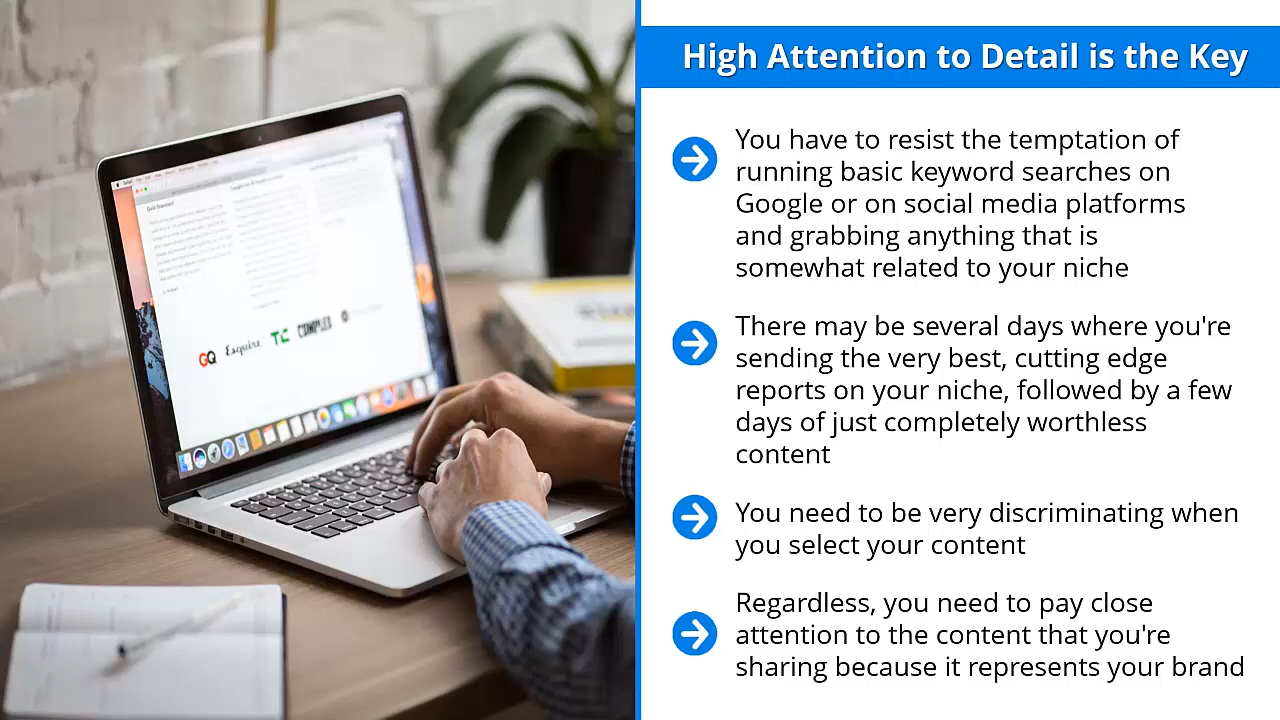 High Attention to Detail is the Key
You have to resist the temptation of
running basic keyword searches on
Google or on social media platforms
and grabbing anything that is
somewhat related to your niche
There may be several days where you're
sending the very best, cutting edge
reports on your niche, followed by a few
days of just completely worthless
content
You need to be very discriminating when
you select your content
Regardless, you need to pay close
attention to the content that you're
sharing because it represents your brand
GQ Esquire TC COMPLEX